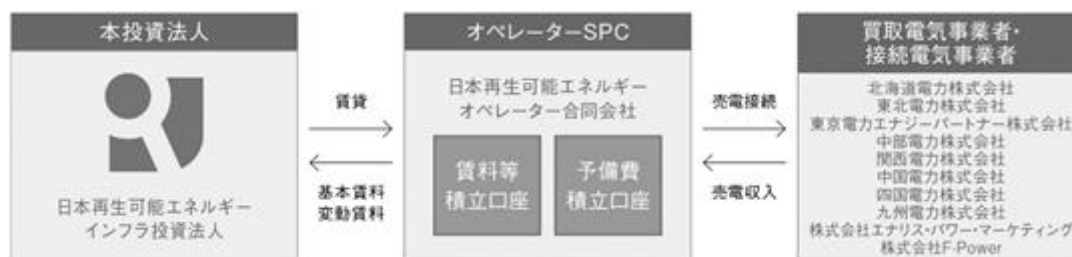 本投資法人
日本再生可能エネルギー
インフラ投資法人
賃貸
基本賃料
変動賃料
オペレーターSPC
日本再生可能エネルギー
オペレーター合同会社
賃料等
積立口座
予備費
積立口座
売電接続
売電収入
買取電気事業者・
接続電気事業者
北海道電力株式会社
東北電力株式会社
東京電力エナジーパートナー株式会社
中部電力株式会社
関西電力株式会社
中国電力株式会社
四国電力株式会社
九州電力株式会社
株式会社エナリス・パワー・マーケティング
株式会社F-Power